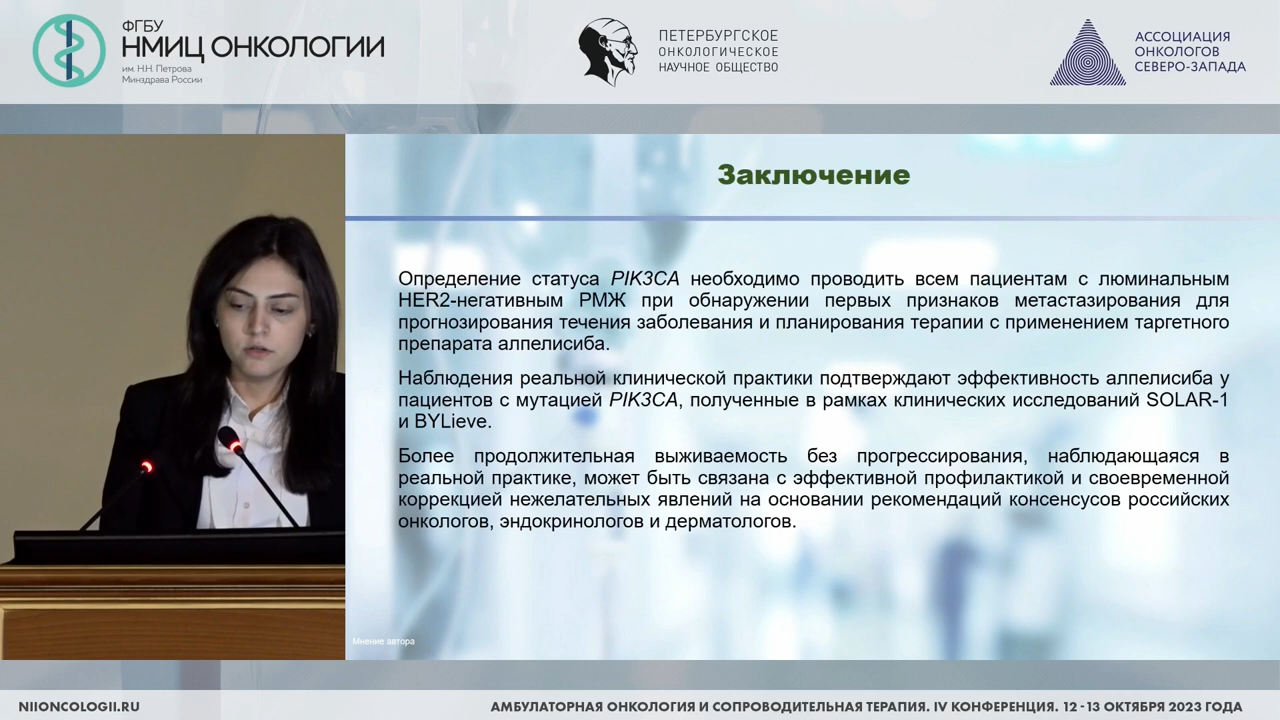 ФГБУ
НМИЦ ОНКОЛОГИИ
им. Н.Н. Петрова
Минздрава России
ПЕТЕРБУРГСКОЕ
ОНКОЛОГИЧЕСКОЕ
НАУЧНОЕ ОБЩЕСТВО
АССОЦИАЦИЯ
ОНКОЛОГОВ
СЕВЕРО-ЗАПАДА
Заключение
Определение статуса PIK3CA необходимо проводить всем пациентам с люминальным
HER2-негативным РМЖ при обнаружении первых признаков метастазирования для
прогнозирования течения заболевания и планирования терапии с применением таргетного
препарата алпелисиба.
Наблюдения реальной клинической практики подтверждают эффективность алпелисиба у
пациентов с мутацией PIK3CA, полученные в рамках клинических исследований SOLAR-1
и BYLieve.
Более продолжительная выживаемость без прогрессирования, наблюдающаяся в
реальной практике, может быть связана с эффективной профилактикой и своевременной
коррекцией нежелательных явлений на основании рекомендаций консенсусов российских
онкологов, эндокринологов и дерматологов.
Мнение автора
NIIONCOLOGII.RU
АМБУЛАТОРНАЯ ОНКОЛОГИЯ И СОПРОВОДИТЕЛЬНАЯ ТЕРАПИЯ. IV КОНФЕРЕНЦИЯ. 12 - 13 ОКТЯБРЯ 2023 ГОДА